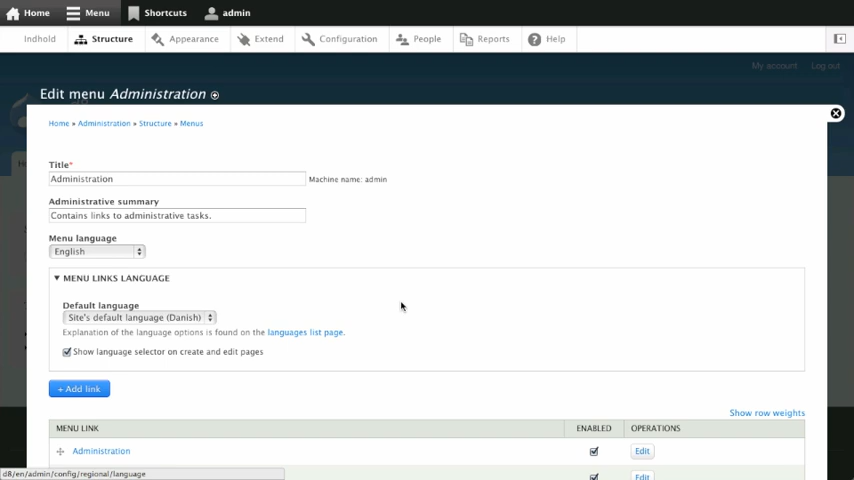 Home Menu Shortcuts admin
Indhold Structure Appearance Extend Configuration People Reports Help
My account Log out
Edit menu Administration
Home » Administration » Structure » Menus
Title*
Administration Machine name: admin
Administrative summary
Contains links to administrative tasks.
Menu language
English
MENU LINKS LANGUAGE
Default language
Site's default language (Danish)
Explanation of the language options is found on the languages list page.
Show language selector on create and edit pages
+ Add link
Show row weights
MENU LINK ENABLED OPERATIONS
Administration Edit
d8/en/admin/config/regional/language
Edit